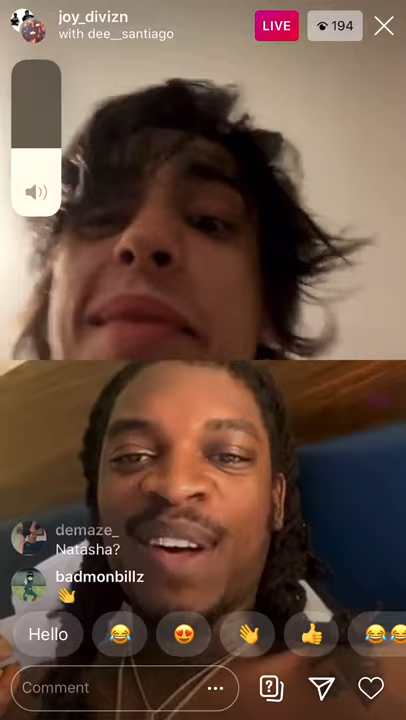 joy_divizn
with dee__santiago
LIVE
194
demaze_
Natasha?
badmonbillz
👋
Hello
😂
😍
👋
👍
😂😂
Comment